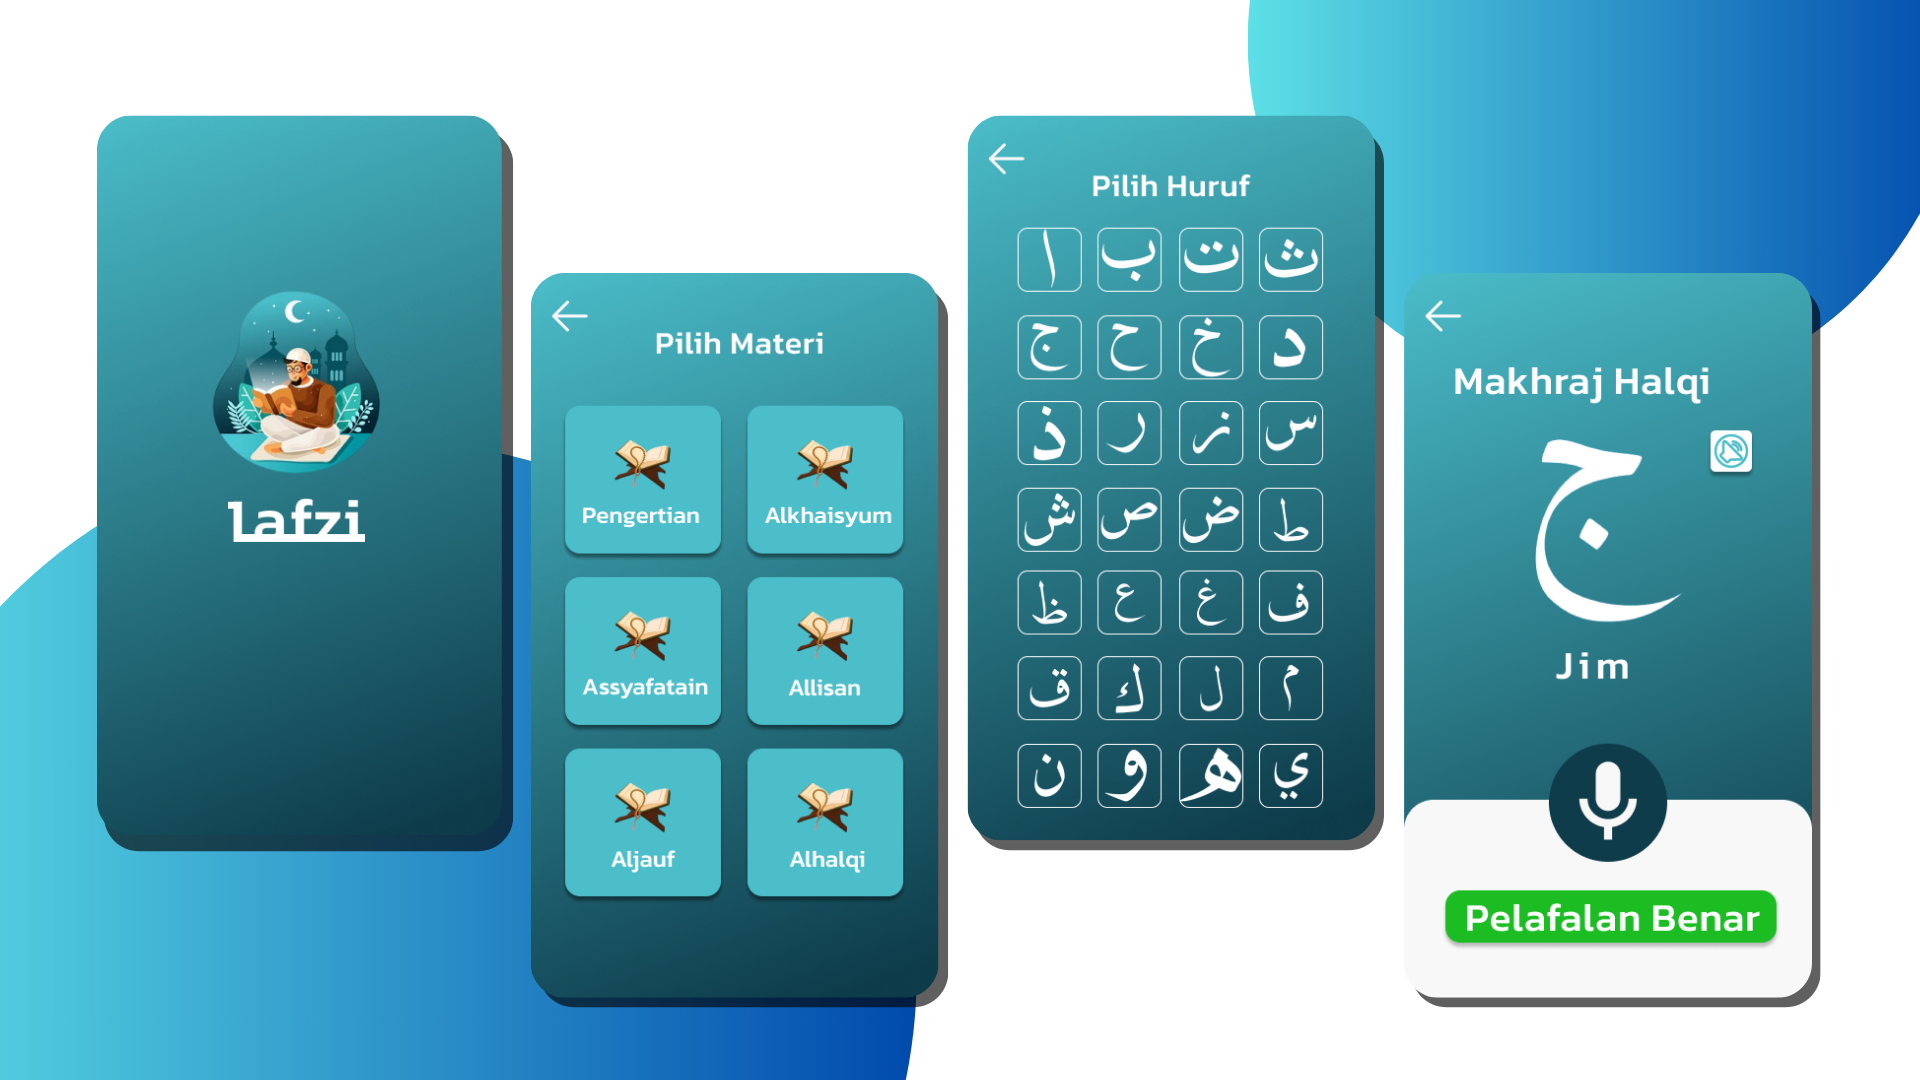 lafzi
Pilih Materi
Pengertian
Alkhaisyum
Assyafatain
Allisan
Aljauf
Alhalqi
Pilih Huruf
ا ب ت ث
ج ح خ د
ذ ر ز س
ش ص ض ط
ظ ع غ ف
ق ك ل م
ن و ه ي
Makhraj Halqi
ج
Jim
Pelafalan Benar